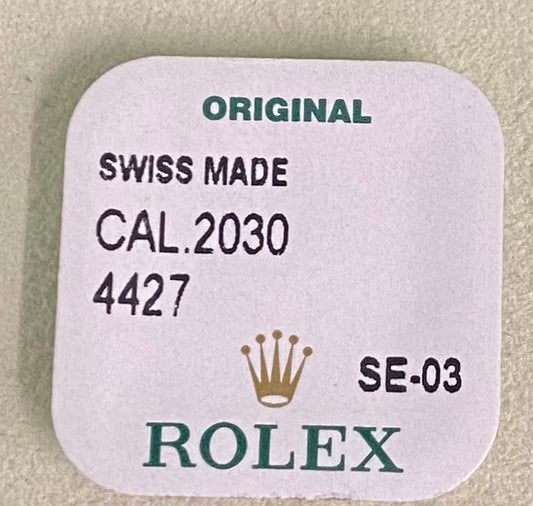 ORIGINAL
SWISS MADE
CAL.2030
4427
SE-03
ROLEX